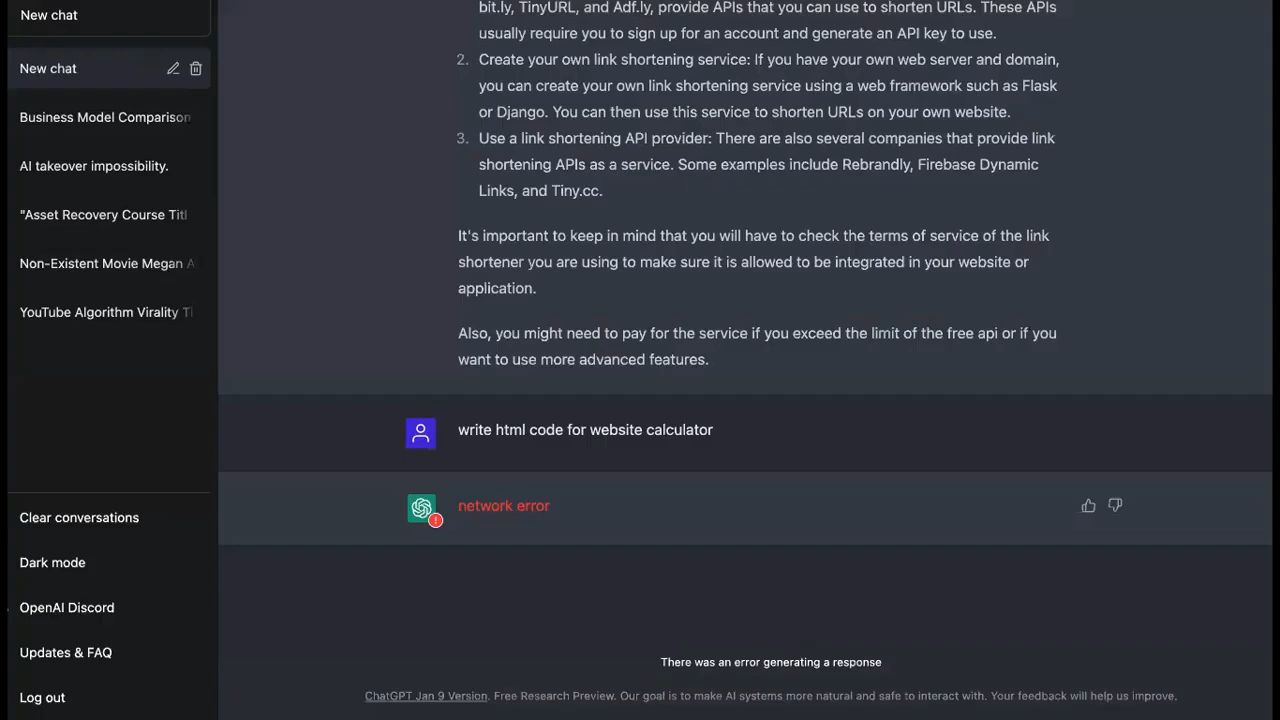 New chat
New chat
Business Model Comparison
AI takeover impossibility.
"Asset Recovery Course Titl
Non-Existent Movie Megan A
YouTube Algorithm Virality Ti
Clear conversations
Dark mode
OpenAI Discord
Updates & FAQ
Log out
bit.ly, TinyURL, and Adf.ly, provide APIs that you can use to shorten URLs. These APIs
usually require you to sign up for an account and generate an API key to use.
2. Create your own link shortening service: If you have your own web server and domain,
you can create your own link shortening service using a web framework such as Flask
or Django. You can then use this service to shorten URLs on your own website.
3. Use a link shortening API provider: There are also several companies that provide link
shortening APIs as a service. Some examples include Rebrandly, Firebase Dynamic
Links, and Tiny.cc.
It's important to keep in mind that you will have to check the terms of service of the link
shortener you are using to make sure it is allowed to be integrated in your website or
application.
Also, you might need to pay for the service if you exceed the limit of the free api or if you
want to use more advanced features.
write html code for website calculator
network error
There was an error generating a response
ChatGPT Jan 9 Version. Free Research Preview. Our goal is to make AI systems more natural and safe to interact with. Your feedback will help us improve.